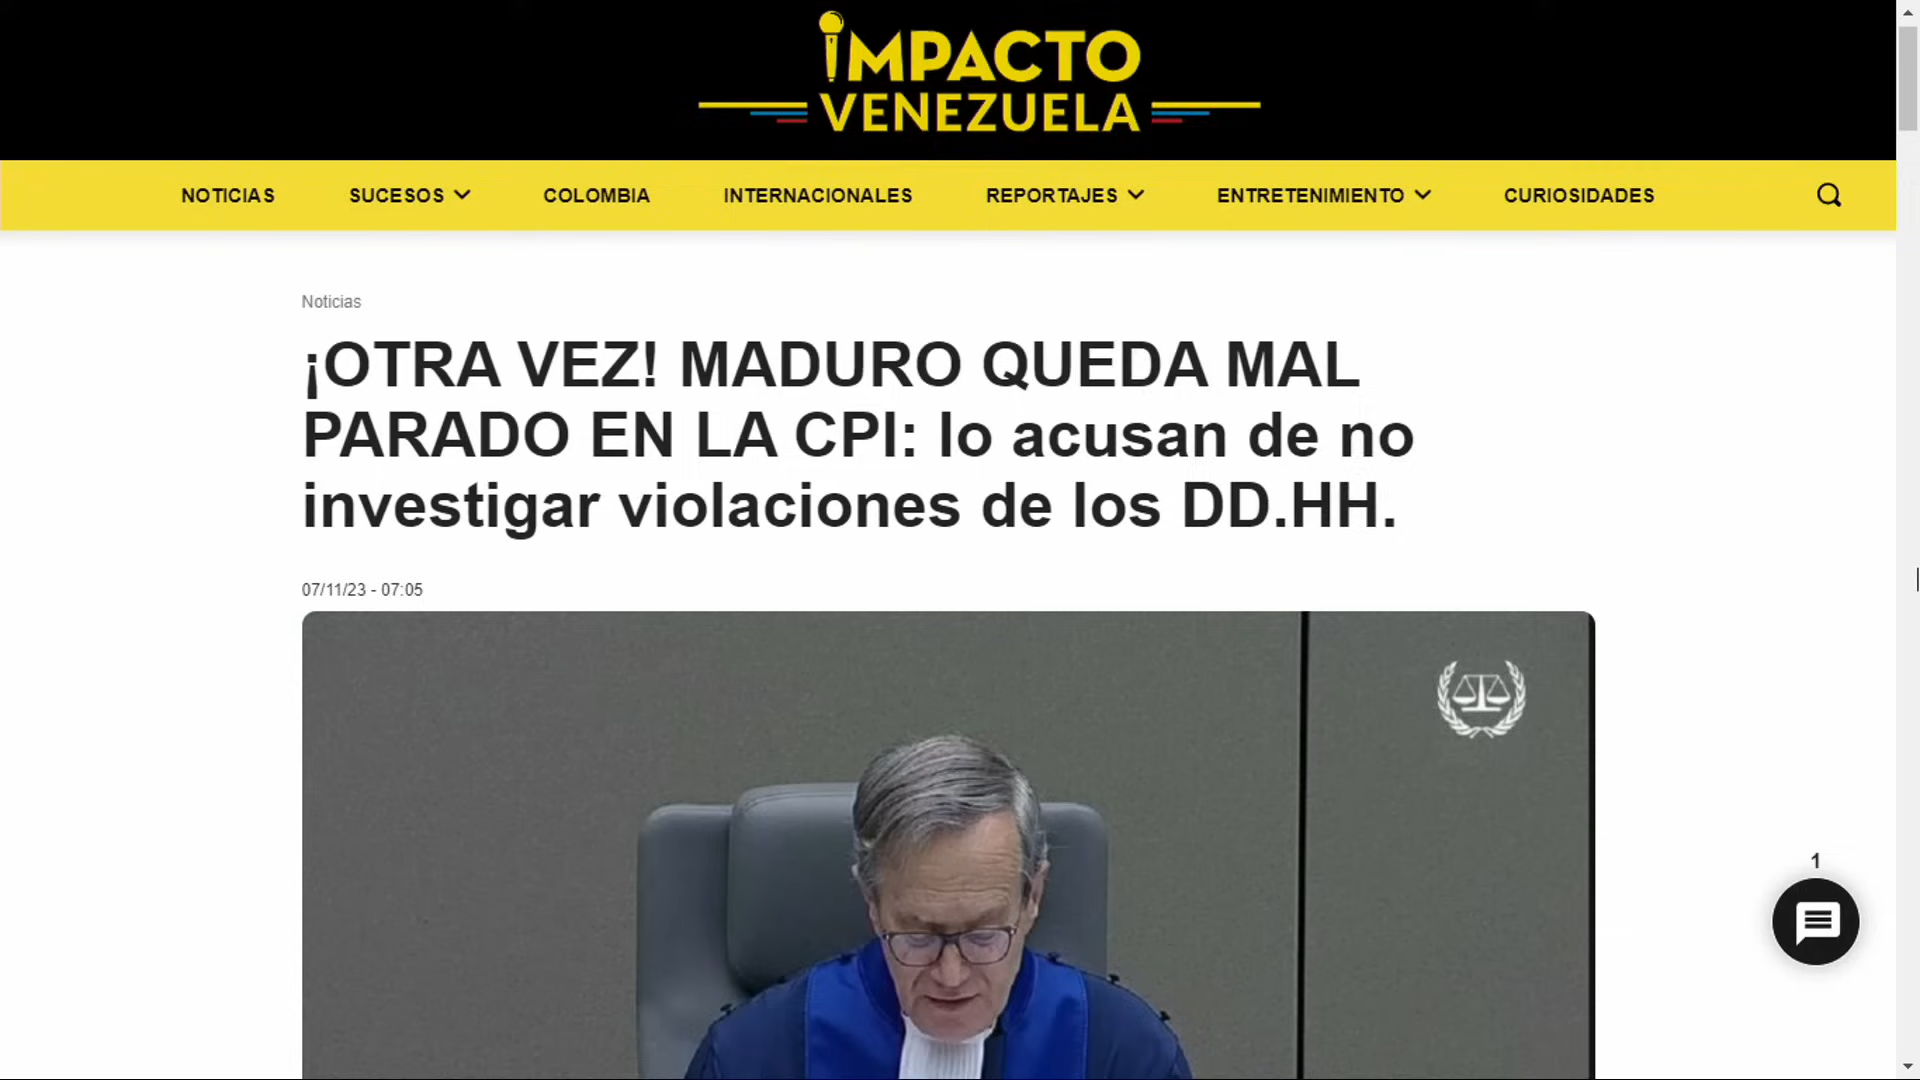 IMPACTO
VENEZUELA
NOTICIAS SUCESOS COLOMBIA INTERNACIONALES REPORTAJES ENTRETENIMIENTO CURIOSIDADES
Noticias
¡OTRA VEZ! MADURO QUEDA MAL
PARADO EN LA CPI: lo acusan de no
investigar violaciones de los DD.HH.
07/11/23 - 07:05
1